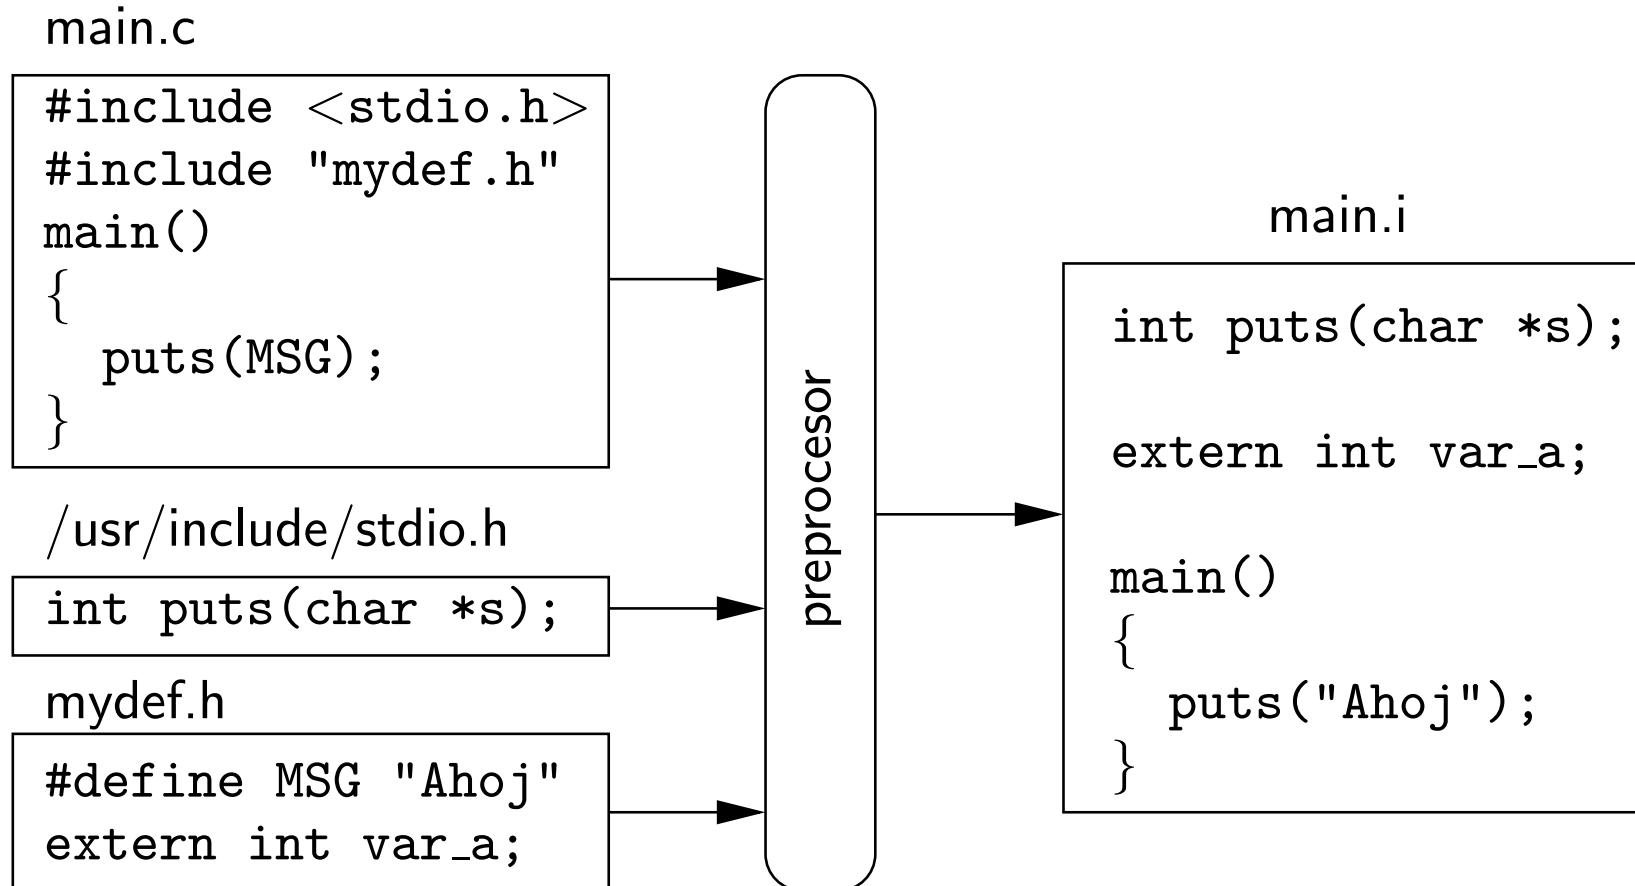 main.c
#include <stdio.h>
#include "mydef.h"
main()
{
  puts(MSG);
}
/usr/include/stdio.h
int puts(char *s);
mydef.h
#define MSG "Ahoj"
extern int var_a;
preprocesor
main.i
int puts(char *s);
extern int var_a;
main()
{
  puts("Ahoj");
}